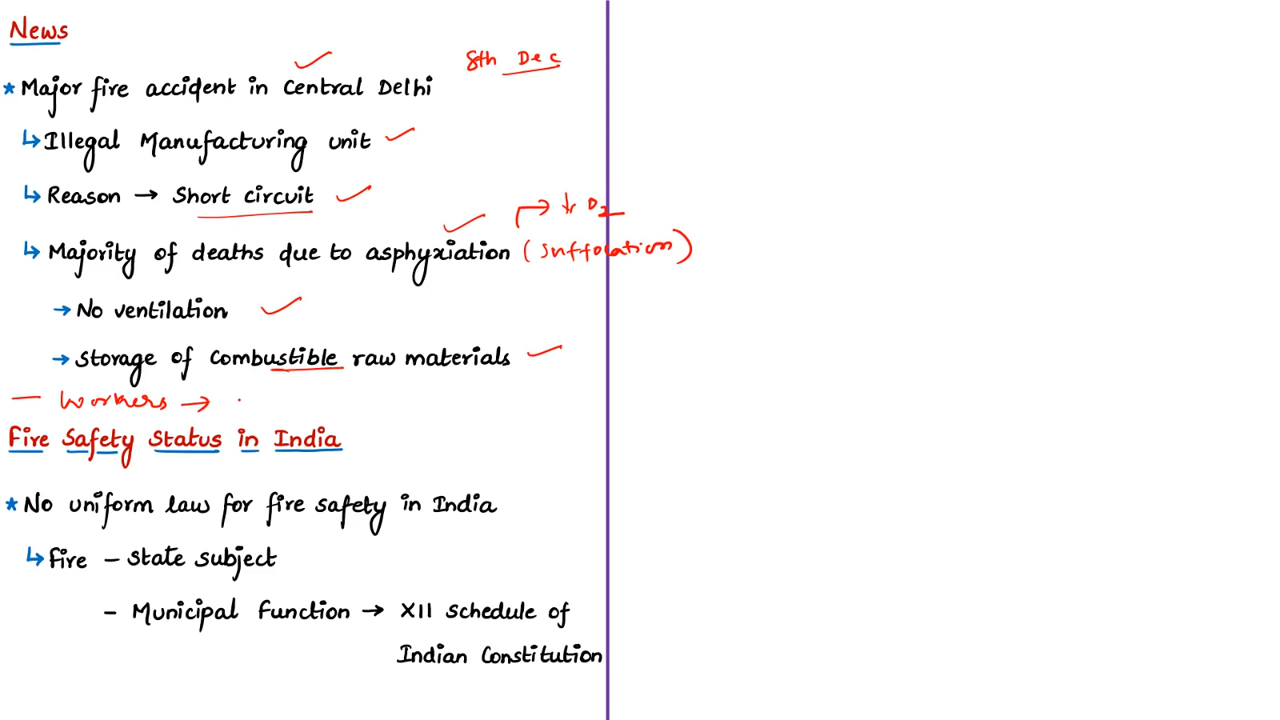 News
8th Dec
* Major fire accident in Central Delhi
↳ Illegal Manufacturing unit ✓
↳ Reason → Short circuit ✓
→ ↓ O2
↳ Majority of deaths due to asphyxiation (suffocation)
→ No ventilation ✓
→ Storage of combustible raw materials ✓
— Workers →
Fire Safety Status in India
* No uniform law for fire safety in India
↳ Fire – State subject
– Municipal Function → XII schedule of
Indian Constitution